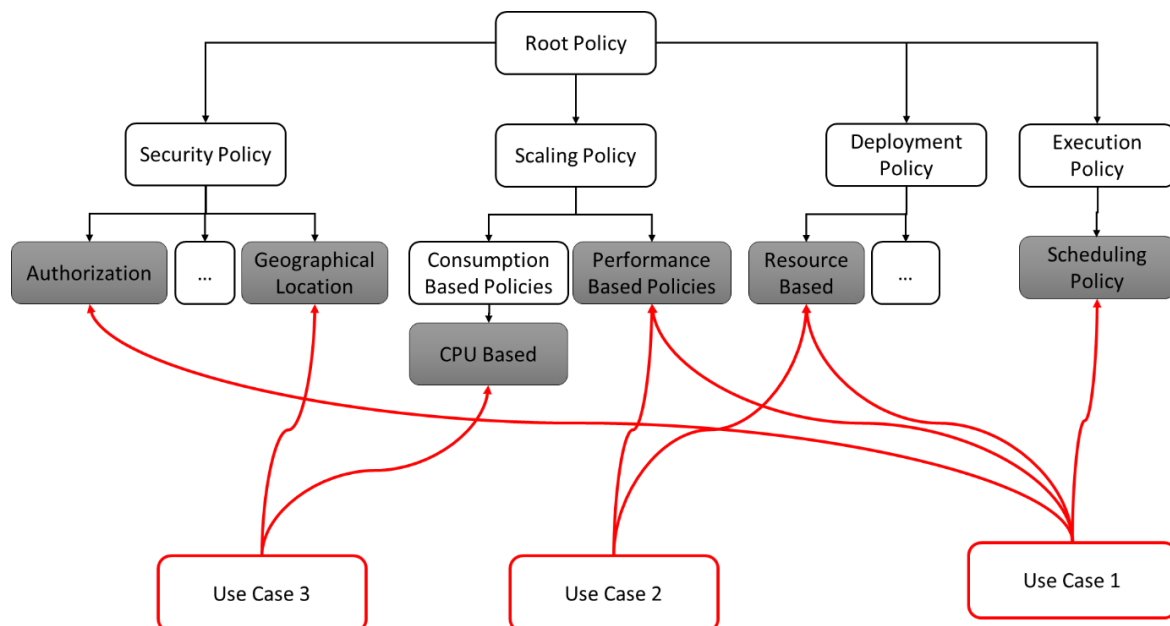 Root Policy
Security Policy
Scaling Policy
Deployment
Policy
Execution
Policy
Authorization
...
Geographical
Location
Consumption
Based Policies
Performance
Based Policies
Resource
Based
...
Scheduling
Policy
CPU Based
Use Case 3
Use Case 2
Use Case 1